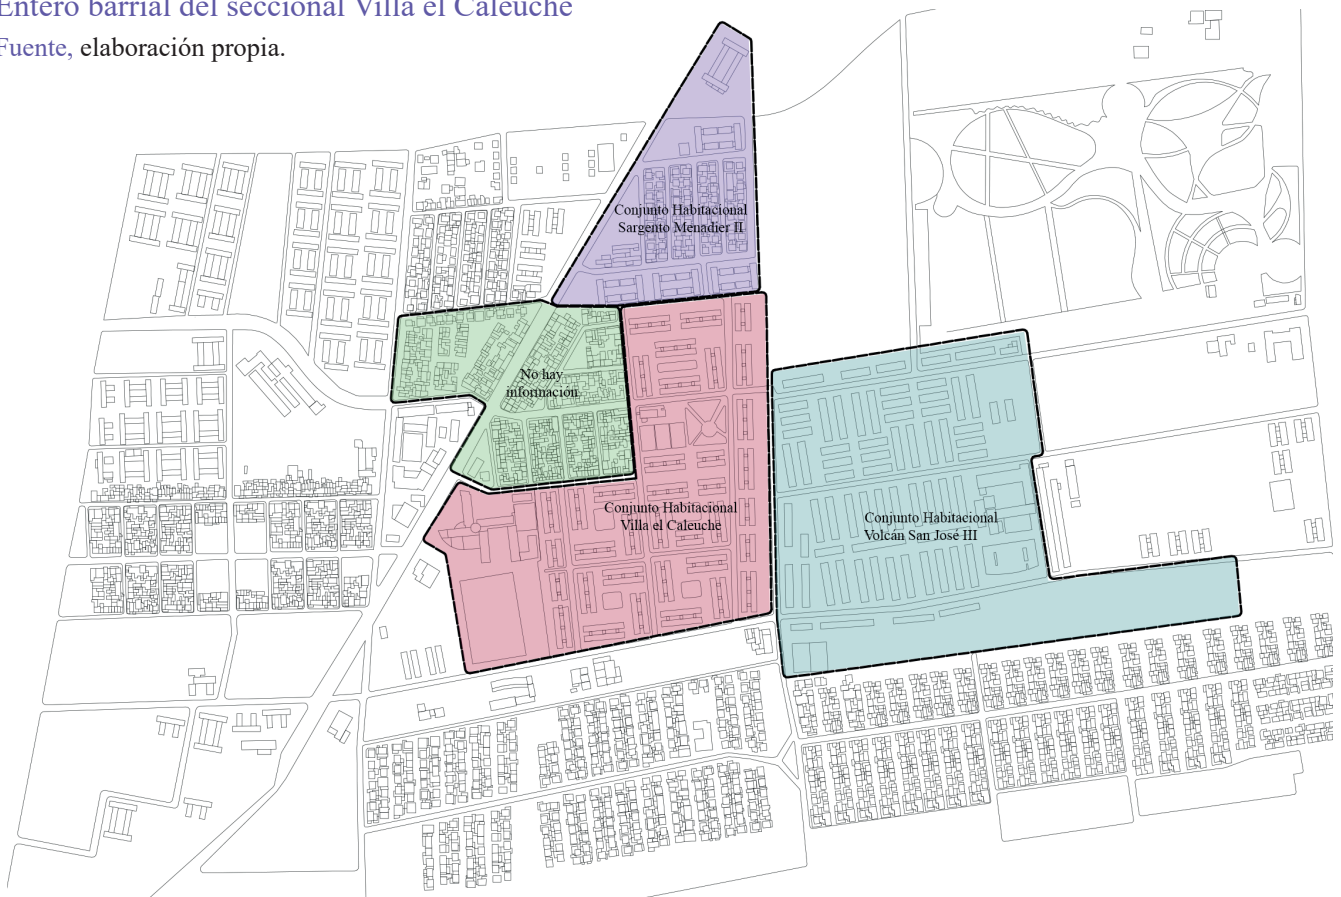 Entero barrial del seccional Villa el Caleuche
Fuente, elaboración propia.
Conjunto Habitacional
Sargento Menadier II
No hay
información
Conjunto Habitacional
Villa el Caleuche
Conjunto Habitacional
Volcán San José III